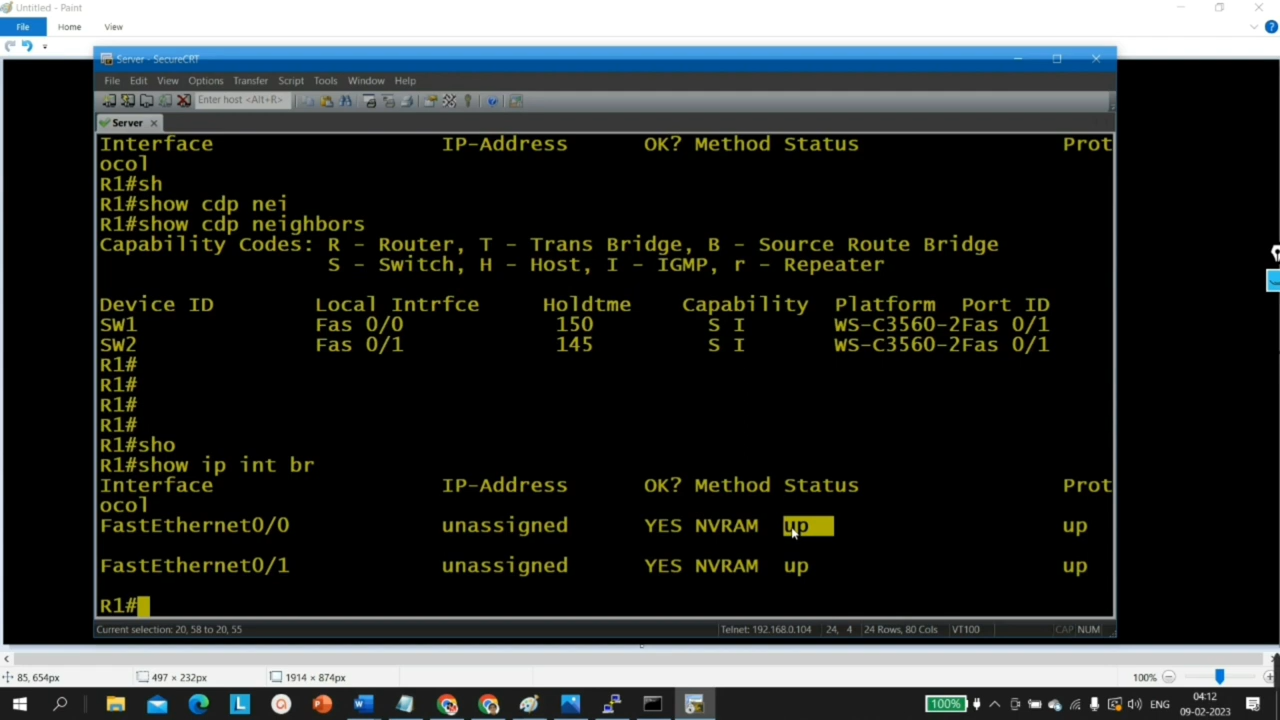 Untitled - Paint
File Home View
Server - SecureCRT
File Edit View Options Transfer Script Tools Window Help
Enter host <Alt+R>
Server
Interface IP-Address OK? Method Status Prot
ocol
R1#sh
R1#show cdp nei
R1#show cdp neighbors
Capability Codes: R - Router, T - Trans Bridge, B - Source Route Bridge
S - Switch, H - Host, I - IGMP, r - Repeater
Device ID Local Intrfce Holdtme Capability Platform Port ID
SW1 Fas 0/0 150 S I WS-C3560-2Fas 0/1
SW2 Fas 0/1 145 S I WS-C3560-2Fas 0/1
R1#
R1#
R1#
R1#
R1#sho
R1#show ip int br
Interface IP-Address OK? Method Status Prot
ocol
FastEthernet0/0 unassigned YES NVRAM up up
FastEthernet0/1 unassigned YES NVRAM up up
R1#
Current selection: 20, 58 to 20, 55 Telnet: 192.168.0.104 24, 4 24 Rows, 80 Cols VT100 CAP NUM
85, 654px 497 × 232px 1914 × 874px 100%
100% ENG 04:12
09-02-2023